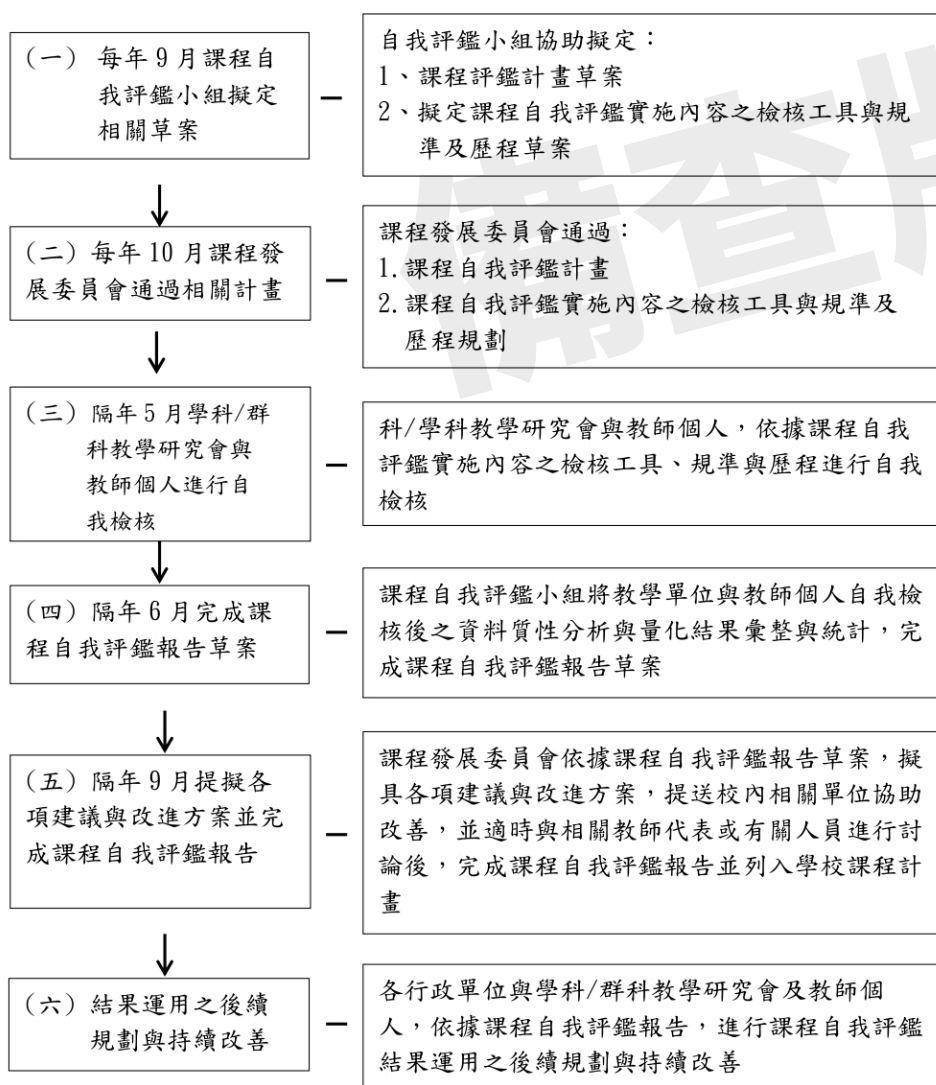 (一) 每年 9 月課程自
我評鑑小組擬定
相關草案
自我評鑑小組協助擬定：
1、課程評鑑計畫草案
2、擬定課程自我評鑑實施內容之檢核工具與規
準及歷程草案
(二) 每年 10 月課程發
展委員會通過相關計畫
課程發展委員會通過：
1.課程自我評鑑計畫
2.課程自我評鑑實施內容之檢核工具與規準及
歷程規劃
(三) 隔年 5 月學科/群
科教學研究會與
教師個人進行自
我檢核
科/學科教學研究會與教師個人，依據課程自我
評鑑實施內容之檢核工具、規準與歷程進行自我
檢核
(四) 隔年 6 月完成課
程自我評鑑報告草案
課程自我評鑑小組將教學單位與教師個人自我檢
核後之資料質性分析與量化結果彙整與統計，完
成課程自我評鑑報告草案
(五) 隔年 9 月提擬各
項建議與改進方案並完
成課程自我評鑑報告
課程發展委員會依據課程自我評鑑報告草案，擬
具各項建議與改進方案，提送校內相關單位協助
改善，並適時與相關教師代表或有關人員進行討
論後，完成課程自我評鑑報告並列入學校課程計
畫
(六) 結果運用之後續
規劃與持續改善
各行政單位與學科/群科教學研究會及教師個
人，依據課程自我評鑑報告，進行課程自我評鑑
結果運用之後續規劃與持續改善
備查版